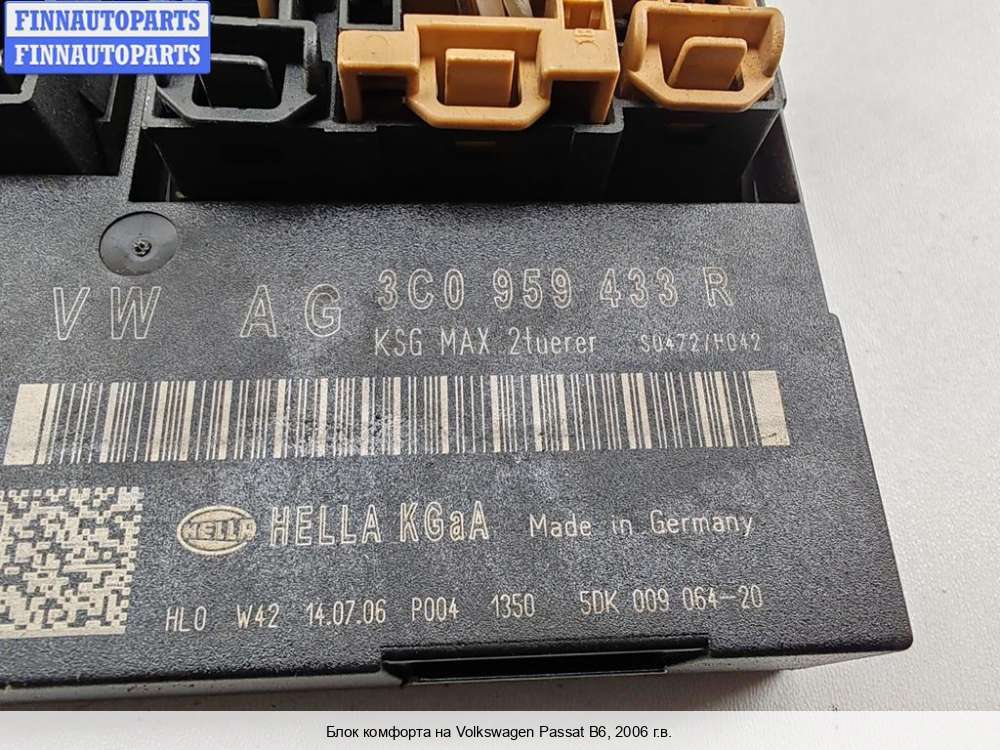 FINNAUTOPARTS
FINNAUTOPARTS
VW AG 3C0 959 433 R
KSG MAX 2tuerer S0472/H042
HELLA HELLA KGaA Made in Germany
HLO W42 14.07.06 P004 1350 5DK 009 064-20
Блок комфорта на Volkswagen Passat B6, 2006 г.в.